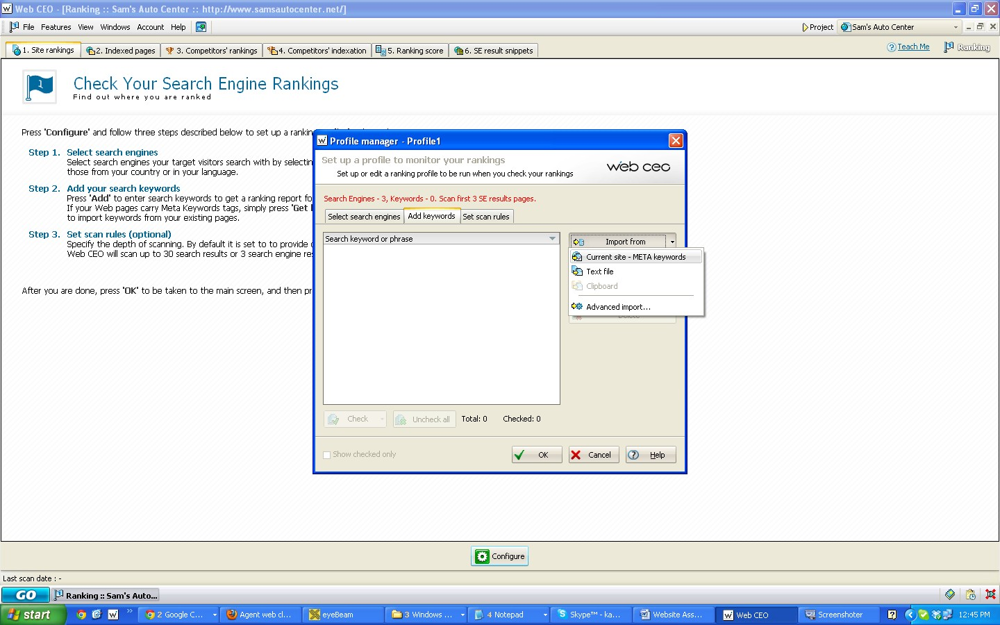 Web CEO - [Ranking :: Sam's Auto Center :: http://www.samsautocenter.net/]
File Features View Windows Account Help Project Sam's Auto Center
1. Site rankings 2. Indexed pages 3. Competitors' rankings 4. Competitors' indexation 5. Ranking score 6. SE result snippets Teach Me Ranking
1
Check Your Search Engine Rankings
Find out where you are ranked
Press 'Configure' and follow three steps described below to set up a rankin
Step 1. Select search engines
Select search engines your target visitors search with by selectin
those from your country or in your language.
Step 2. Add your search keywords
Press 'Add' to enter search keywords to get a ranking report fo
If your Web pages carry Meta Keywords tags, simply press 'Get
to import keywords from your existing pages.
Step 3. Set scan rules (optional)
Specify the depth of scanning. By default it is set to to provide
Web CEO will scan up to 30 search results or 3 search engine re
After you are done, press 'OK' to be taken to the main screen, and then pr
Profile manager - Profile1
Set up a profile to monitor your rankings
Set up or edit a ranking profile to be run when you check your rankings
web ceo
Search Engines - 3, Keywords - 0. Scan first 3 SE results pages.
Select search engines Add keywords Set scan rules
Search keyword or phrase
Import from
Current site - META keywords
Text file
Clipboard
Advanced import...
Delete
Check Uncheck all Total: 0 Checked: 0
Show checked only OK Cancel Help
Configure
Last scan date : -
GO Ranking :: Sam's Auto...
start 2 Google C... Agent web cl... eyeBeam 3 Windows ... 4 Notepad Skype™ - ka... Website Ass... Web CEO Screenshoter 12:45 PM